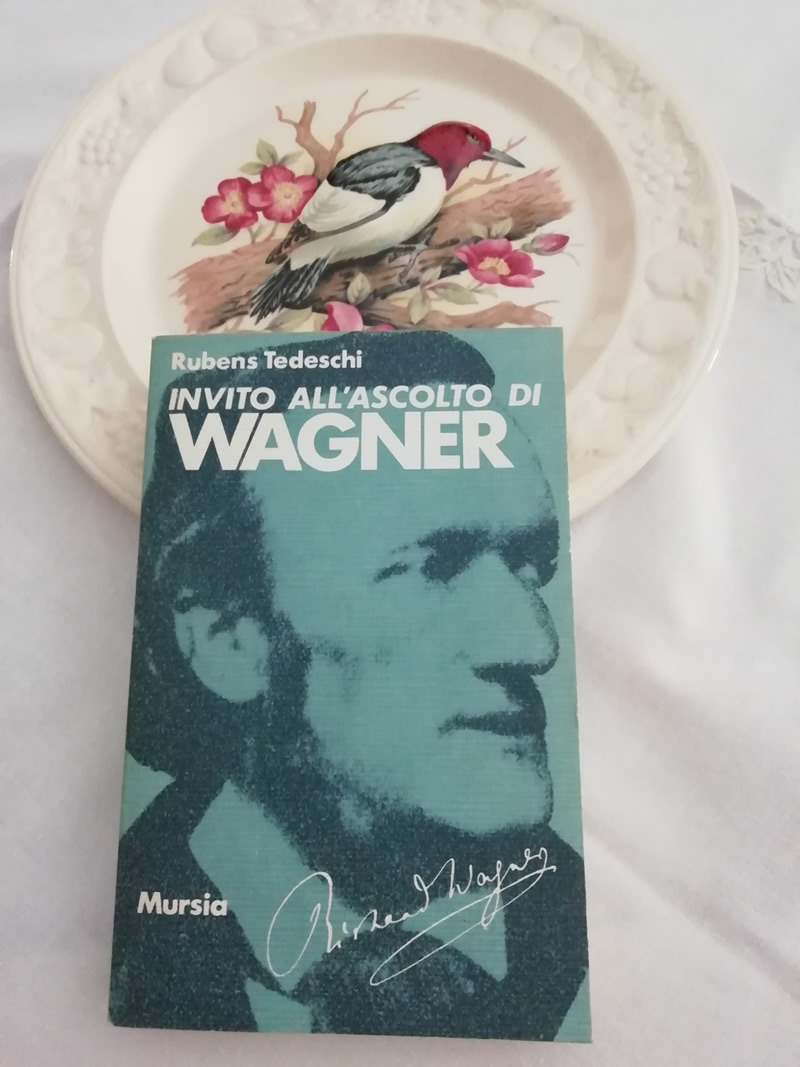 Rubens Tedeschi
INVITO ALL'ASCOLTO DI
WAGNER
Mursia
Richard Wagner